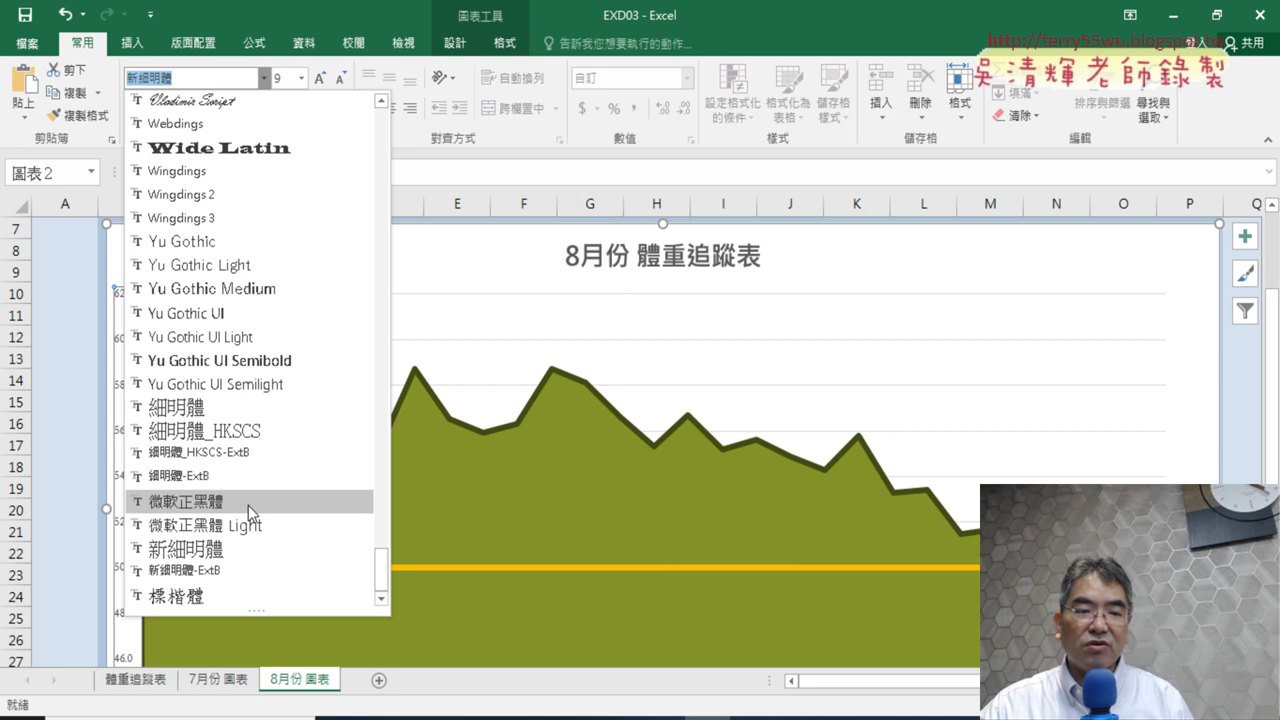 圖表工具
EXD03 - Excel
http://terry55wu.blogspot.tw
檔案
常用
插入
版面配置
公式
資料
校閱
檢視
設計
格式
告訴我您想要執行的動作...
共用
吳清輝老師錄製
貼上
剪下
複製
複製格式
剪貼簿
新細明體
9
自動換列
跨欄置中
對齊方式
自訂
$ %
數值
設定格式化的條件
格式化為表格
儲存格樣式
樣式
插入
刪除
格式
儲存格
填滿
清除
排序與篩選
尋找與選取
編輯
圖表 2
Vladimir Script
Webdings
Wide Latin
Wingdings
Wingdings 2
Wingdings 3
Yu Gothic
Yu Gothic Light
Yu Gothic Medium
Yu Gothic UI
Yu Gothic UI Light
Yu Gothic UI Semibold
Yu Gothic UI Semilight
細明體
細明體_HKSCS
細明體_HKSCS-ExtB
細明體-ExtB
微軟正黑體
微軟正黑體 Light
新細明體
新細明體-ExtB
標楷體
A E F G H I J K L M N O P Q
7
8
9
10
11
12
13
14
15
16
17
18
19
20
21
22
23
24
25
26
27
8月份 體重追蹤表
46.0
體重追蹤表
7月份 圖表
8月份 圖表
就緒